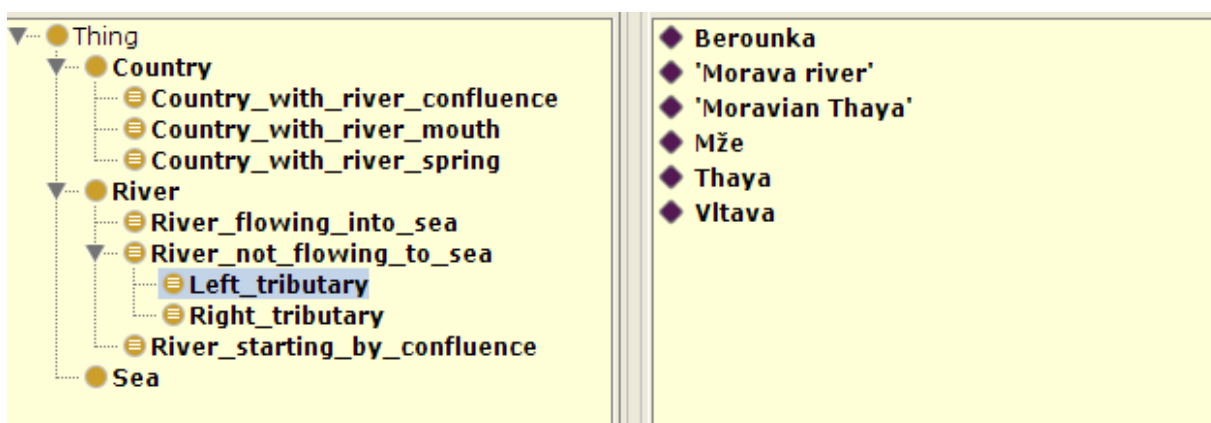 Thing
Country
Country_with_river_confluence
Country_with_river_mouth
Country_with_river_spring
River
River_flowing_into_sea
River_not_flowing_to_sea
Left_tributary
Right_tributary
River_starting_by_confluence
Sea
Berounka
'Morava river'
'Moravian Thaya'
Mže
Thaya
Vltava